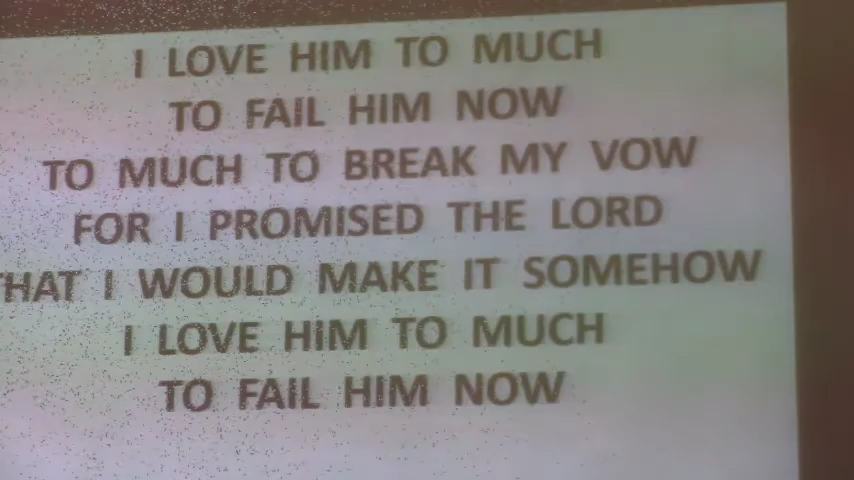 I LOVE HIM TO MUCH
TO FAIL HIM NOW
TO MUCH TO BREAK MY VOW
FOR I PROMISED THE LORD
HAT I WOULD MAKE IT SOMEHOW
I LOVE HIM TO MUCH
TO FAIL HIM NOW